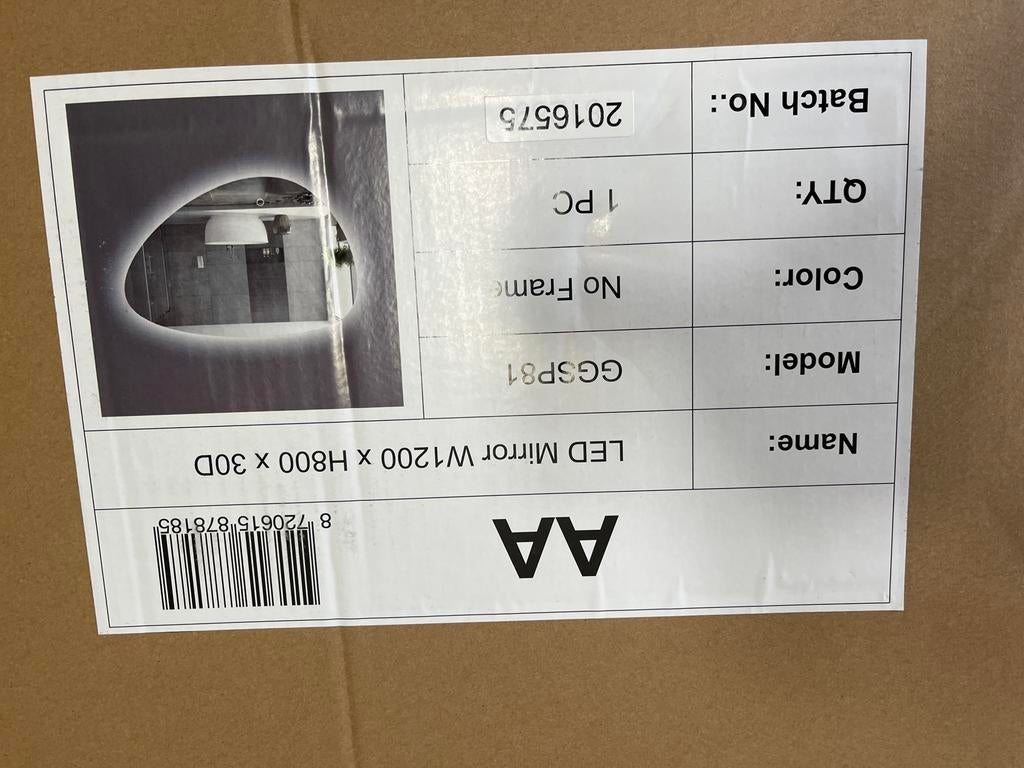 AA
8 720615 878185
Name: LED Mirror W1200 x H800 x 30D
Model: GGSP81
Color: No Frame
QTY: 1 PC
Batch No.: 2016575